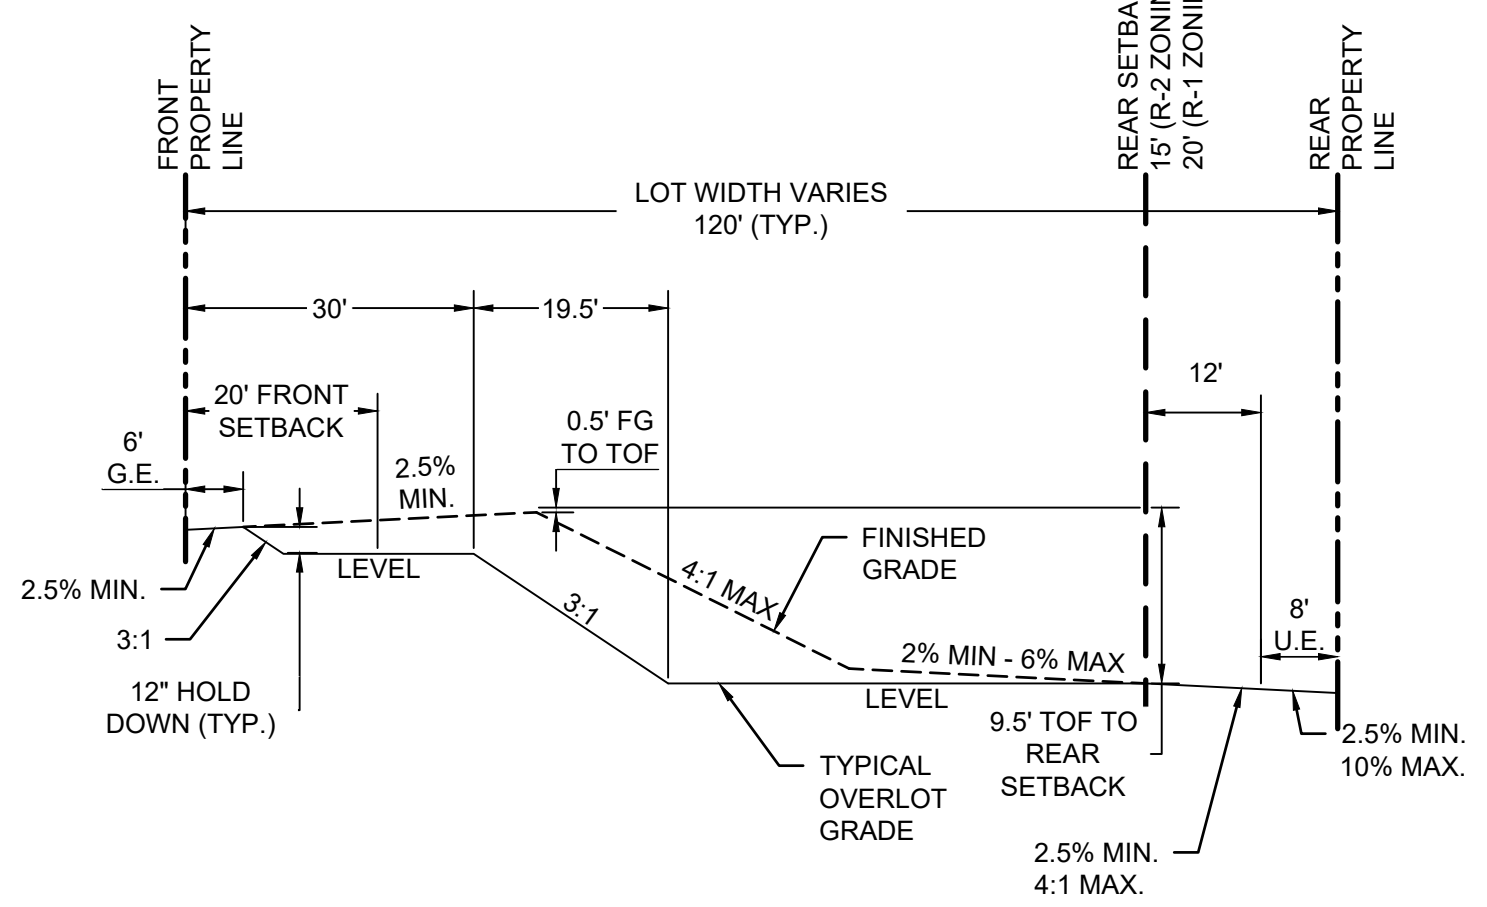 FRONT
PROPERTY
LINE
REAR
15' (R-2
20' (R-1
REAR
PROPERTY
LINE
LOT WIDTH VARIES
120' (TYP.)
30'
19.5'
20' FRONT
SETBACK
12'
6'
G.E.
0.5' FG
TO TOF
2.5%
MIN.
FINISHED
GRADE
LEVEL
4:1 MAX
2.5% MIN.
3:1
3:1
8'
U.E.
2% MIN - 6% MAX
12" HOLD
DOWN (TYP.)
LEVEL
9.5' TOF TO
REAR
SETBACK
2.5% MIN.
10% MAX.
TYPICAL
OVERLOT
GRADE
2.5% MIN.
4:1 MAX.